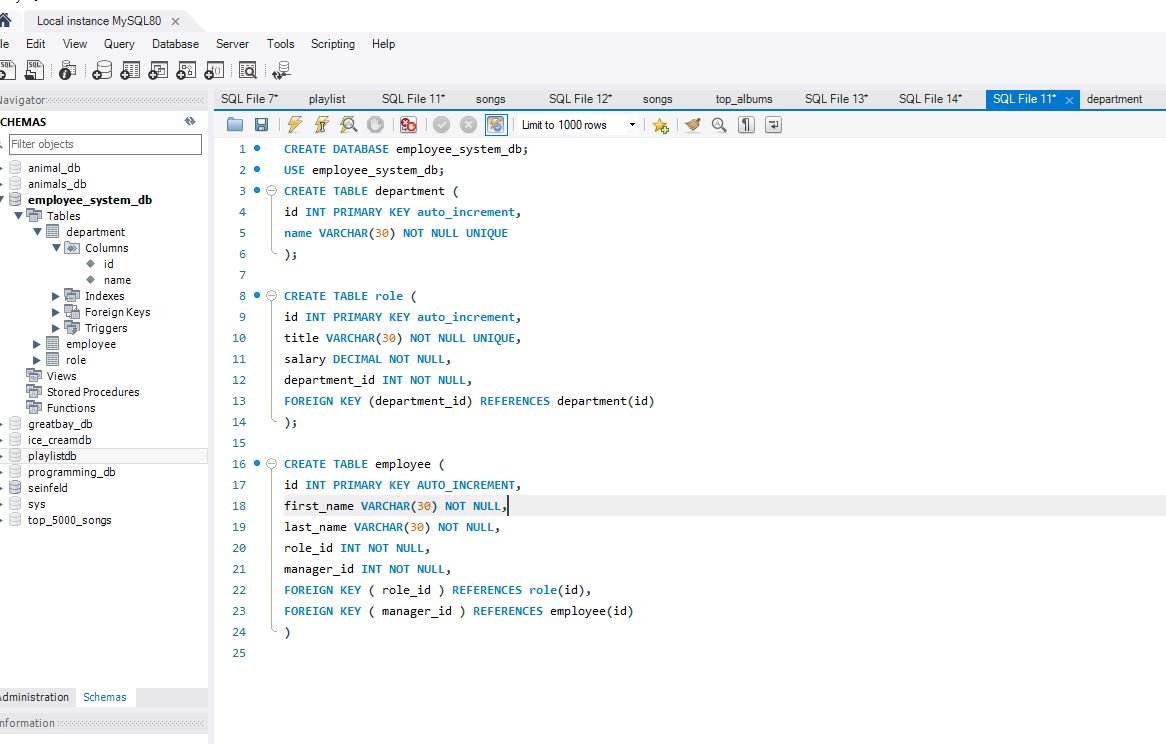 Local instance MySQL80
Edit View Query Database Server Tools Scripting Help
Navigator
SCHEMAS
Filter objects
animal_db
animals_db
employee_system_db
Tables
department
Columns
id
name
Indexes
Foreign Keys
Triggers
employee
role
Views
Stored Procedures
Functions
greatbay_db
ice_creamdb
playlistdb
programming_db
seinfeld
sys
top_5000_songs
Administration Schemas
Information
SQL File 7* playlist SQL File 11* songs SQL File 12* songs top_albums SQL File 13* SQL File 14* SQL File 11* department
Limit to 1000 rows
1 CREATE DATABASE employee_system_db;
2 USE employee_system_db;
3 CREATE TABLE department (
4 id INT PRIMARY KEY auto_increment,
5 name VARCHAR(30) NOT NULL UNIQUE
6 );
7
8 CREATE TABLE role (
9 id INT PRIMARY KEY auto_increment,
10 title VARCHAR(30) NOT NULL UNIQUE,
11 salary DECIMAL NOT NULL,
12 department_id INT NOT NULL,
13 FOREIGN KEY (department_id) REFERENCES department(id)
14 );
15
16 CREATE TABLE employee (
17 id INT PRIMARY KEY AUTO_INCREMENT,
18 first_name VARCHAR(30) NOT NULL,
19 last_name VARCHAR(30) NOT NULL,
20 role_id INT NOT NULL,
21 manager_id INT NOT NULL,
22 FOREIGN KEY ( role_id ) REFERENCES role(id),
23 FOREIGN KEY ( manager_id ) REFERENCES employee(id)
24 )
25